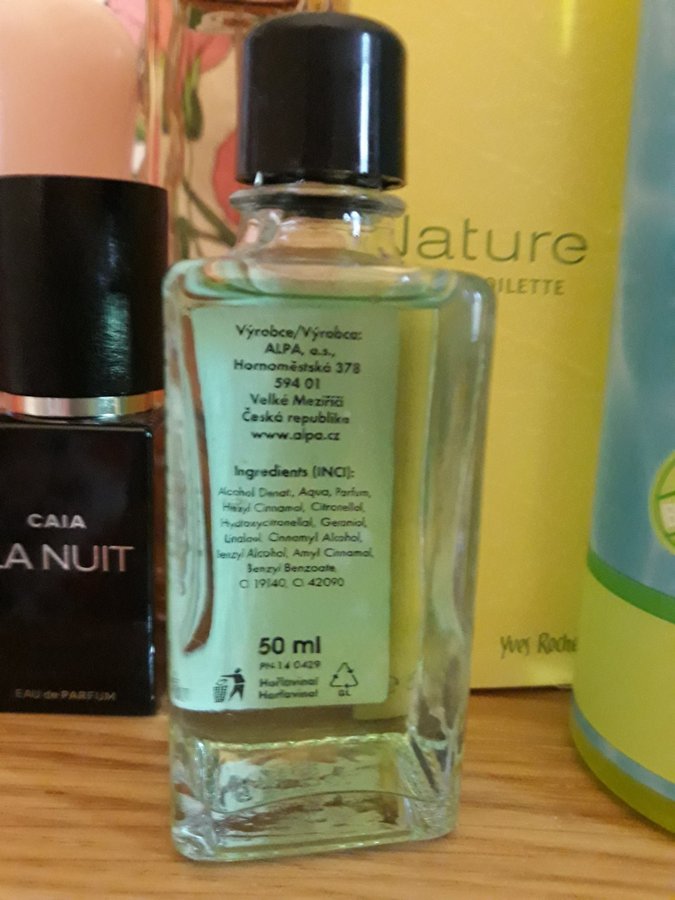 Výrobce/Výrobca:
ALPA, a.s.,
Hornoměstská 378
594 01
Velké Meziříčí
Česká republika
www.alpa.cz
Ingredients (INCI):
Alcohol Denat., Aqua, Parfum,
Hexyl Cinnamal, Citronellol,
Hydroxycitronellal, Geraniol,
Linalool, Cinnamyl Alcohol,
Benzyl Alcohol, Amyl Cinnamal,
Benzyl Benzoate,
CI 19140, CI 42090
50 ml
PN 14 0429
Hořlavina!
Horľavina!
GL
CAIA
LA NUIT
EAU de PARFUM
Nature
OILETTE
Yves Roche